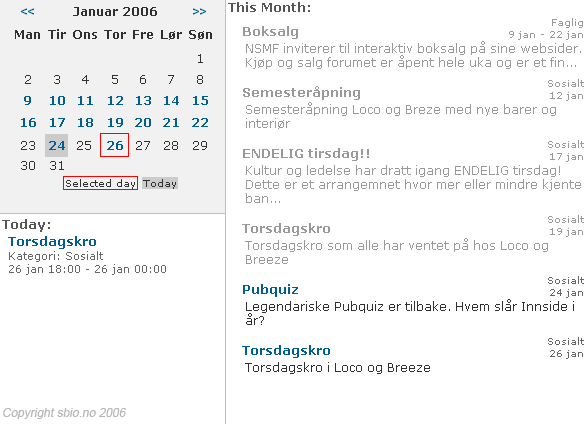 << Januar 2006 >>
Man Tir Ons Tor Fre Lør Søn
1
2 3 4 5 6 7 8
9 10 11 12 13 14 15
16 17 18 19 20 21 22
23 24 25 26 27 28 29
30 31
Selected day Today
Today:
Torsdagskro
Kategori: Sosialt
26 jan 18:00 - 26 jan 00:00
Copyright sbio.no 2006
This Month:
Faglig
Boksalg
9 jan - 22 jan
NSMF inviterer til interaktiv boksalg på sine websider.
Kjøp og salg forumet er åpent hele uka og er et fin...
Sosialt
Semesteråpning
12 jan
Semesteråpning Loco og Breze med nye barer og
interiør
Sosialt
ENDELIG tirsdag!!
17 jan
Kultur og ledelse har dratt igang ENDELIG tirsdag!
Dette er et arrangemnet hvor mer eller mindre kjente
ban...
Sosialt
Torsdagskro
19 jan
Torsdagskro som alle har ventet på hos Loco og
Breeze
Sosialt
Pubquiz
24 jan
Legendariske Pubquiz er tilbake. Hvem slår Innside i
år?
Sosialt
Torsdagskro
26 jan
Torsdagskro i Loco og Breeze